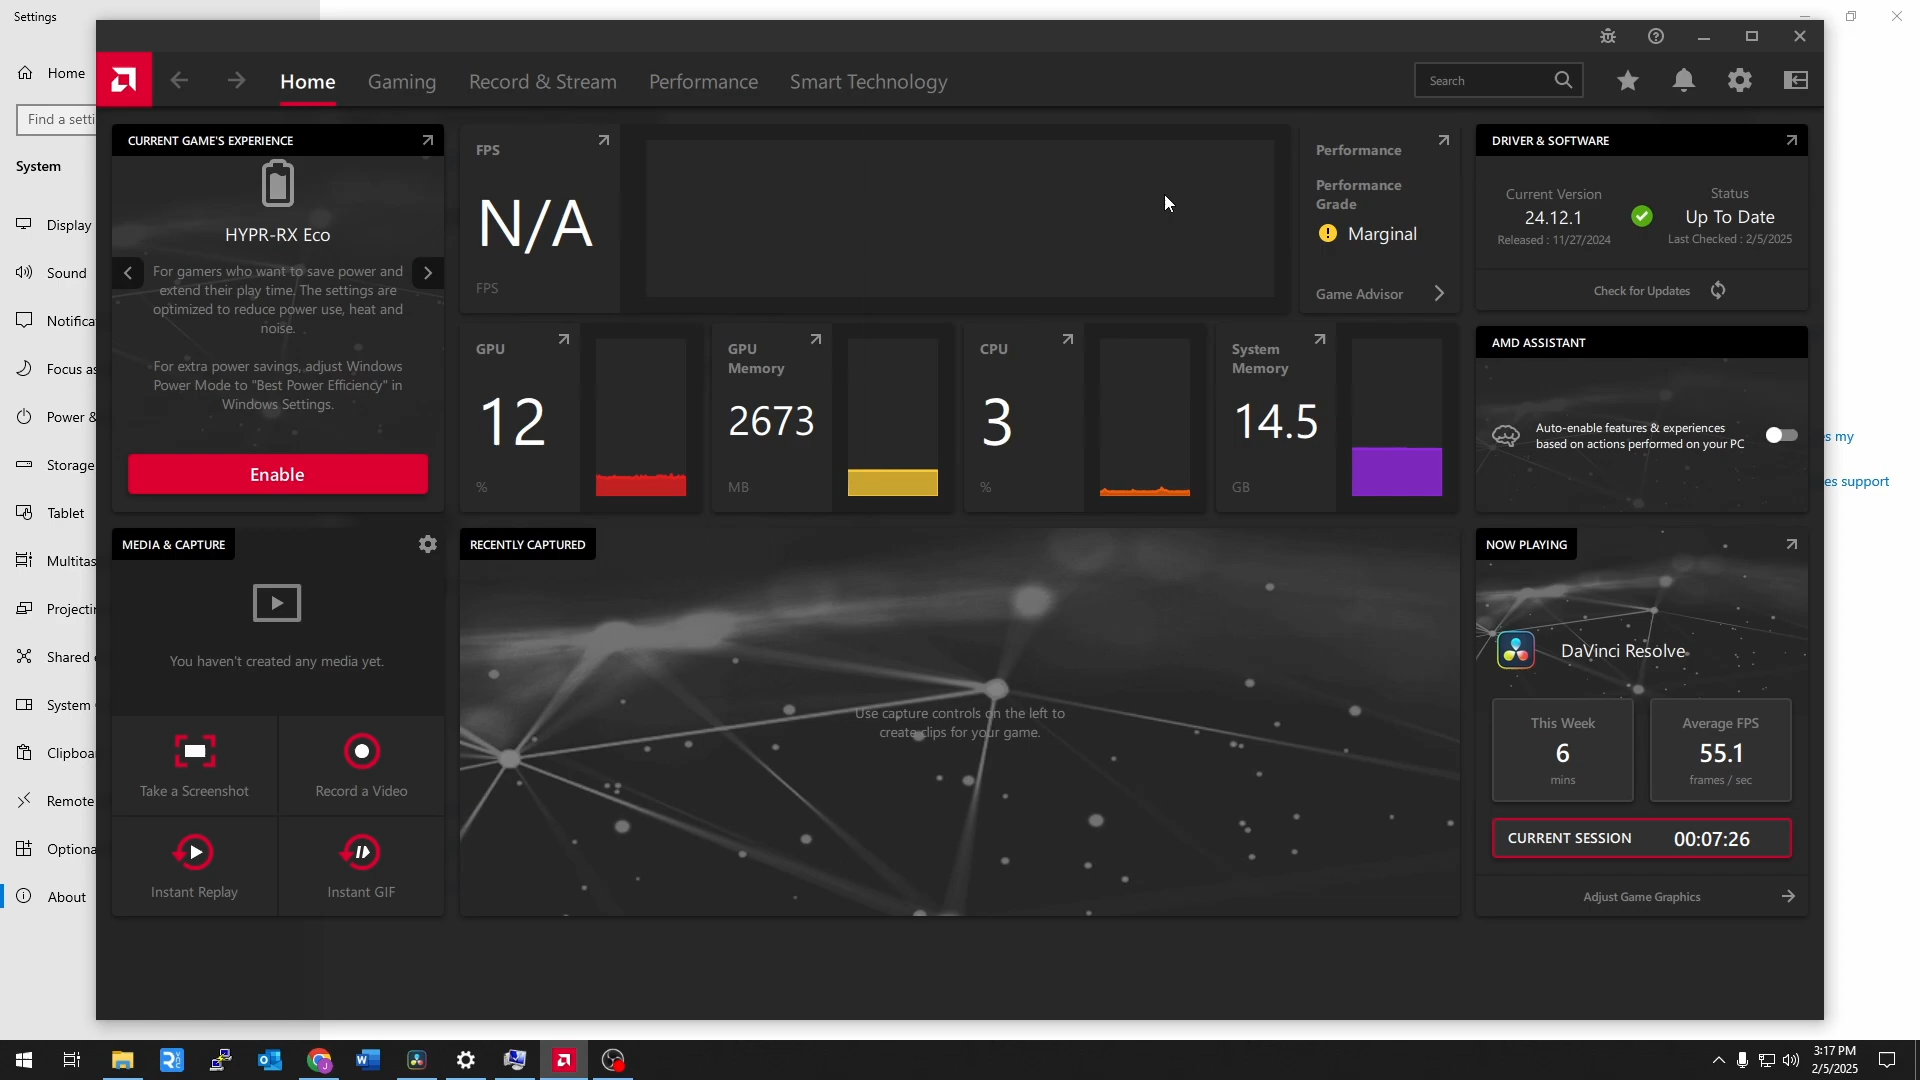 Settings
Home
Find a setti
System
Display
Sound
Notifica
Focus as
Power &
Storage
Tablet
Multitas
Projectin
Shared e
System
Clipboar
Remote
Optiona
About
Home
Gaming
Record & Stream
Performance
Smart Technology
Search
CURRENT GAME'S EXPERIENCE
HYPR-RX Eco
For gamers who want to save power and
extend their play time. The settings are
optimized to reduce power use, heat and
noise.
For extra power savings, adjust Windows
Power Mode to "Best Power Efficiency" in
Windows Settings.
Enable
FPS
N/A
FPS
Performance
Performance
Grade
Marginal
Game Advisor
DRIVER & SOFTWARE
Current Version
24.12.1
Released : 11/27/2024
Status
Up To Date
Last Checked : 2/5/2025
Check for Updates
GPU
12
%
GPU
Memory
2673
MB
CPU
3
%
System
Memory
14.5
GB
AMD ASSISTANT
Auto-enable features & experiences
based on actions performed on your PC
es my
es support
MEDIA & CAPTURE
You haven't created any media yet.
Take a Screenshot
Record a Video
Instant Replay
Instant GIF
RECENTLY CAPTURED
Use capture controls on the left to
create clips for your game.
NOW PLAYING
DaVinci Resolve
This Week
6
mins
Average FPS
55.1
frames / sec
CURRENT SESSION 00:07:26
Adjust Game Graphics
3:17 PM
2/5/2025